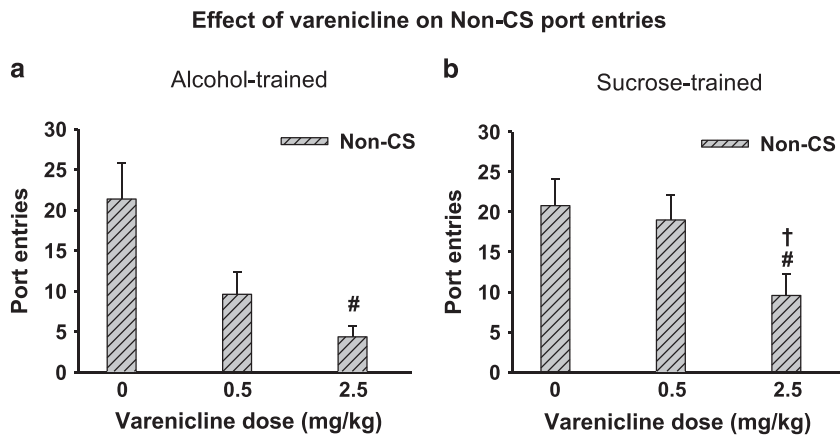 Effect of varenicline on Non-CS port entries
a
Alcohol-trained
Non-CS
Port entries
30
25
20
15
10
5
0
#
0 0.5 2.5
Varenicline dose (mg/kg)
b
Sucrose-trained
Non-CS
Port entries
30
25
20
15
10
5
0
†
#
0 0.5 2.5
Varenicline dose (mg/kg)